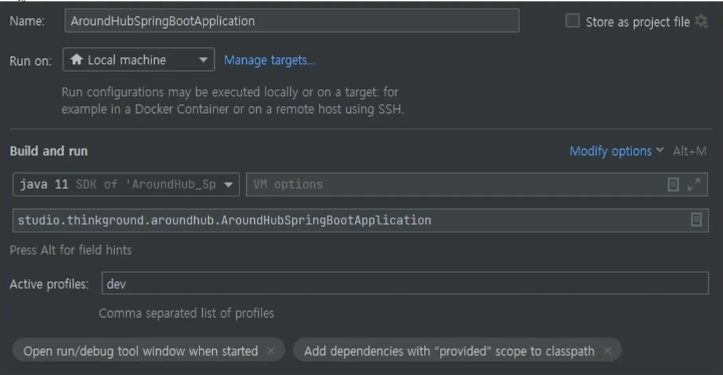 Name: AroundHubSpringBootApplication Store as project file
Run on: Local machine Manage targets...
Run configurations may be executed locally or on a target: for
example in a Docker Container or on a remote host using SSH.
Build and run Modify options Alt+M
java 11 SDK of 'AroundHub_Sp VM options
studio.thinkground.aroundhub.AroundHubSpringBootApplication
Press Alt for field hints
Active profiles: dev
Comma separated list of profiles
Open run/debug tool window when started × Add dependencies with "provided" scope to classpath ×